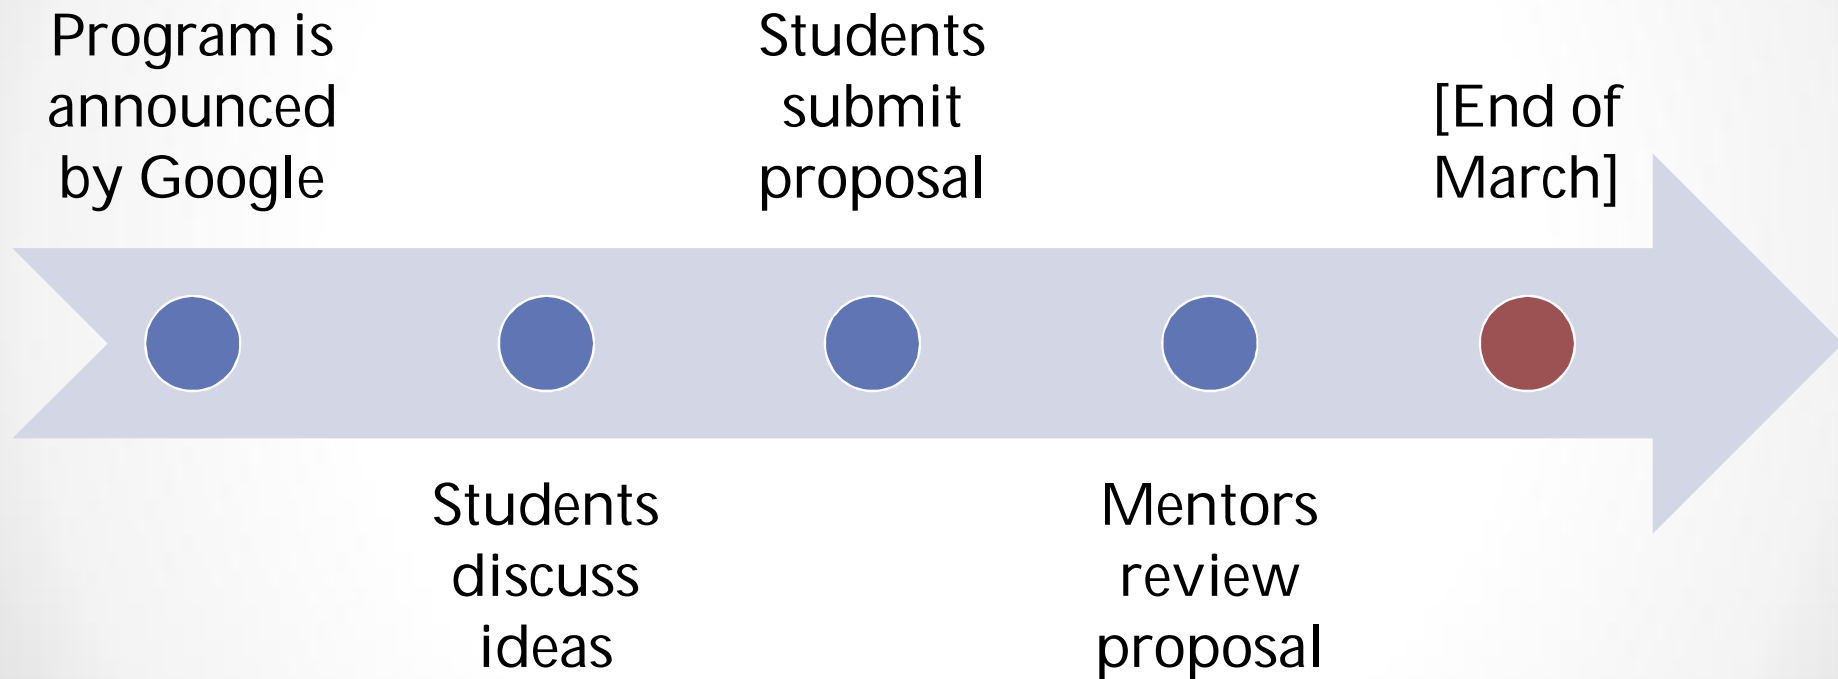 Program is
announced
by Google
Students
discuss
ideas
Students
submit
proposal
Mentors
review
proposal
[End of
March]